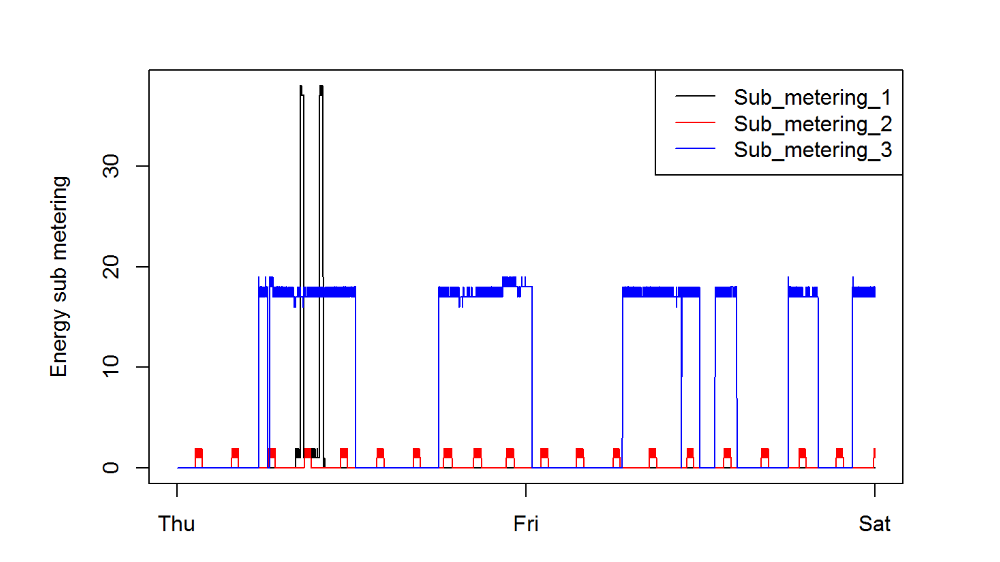 Sub_metering_1
Sub_metering_2
Sub_metering_3
Energy sub metering
30
20
10
0
Thu
Fri
Sat